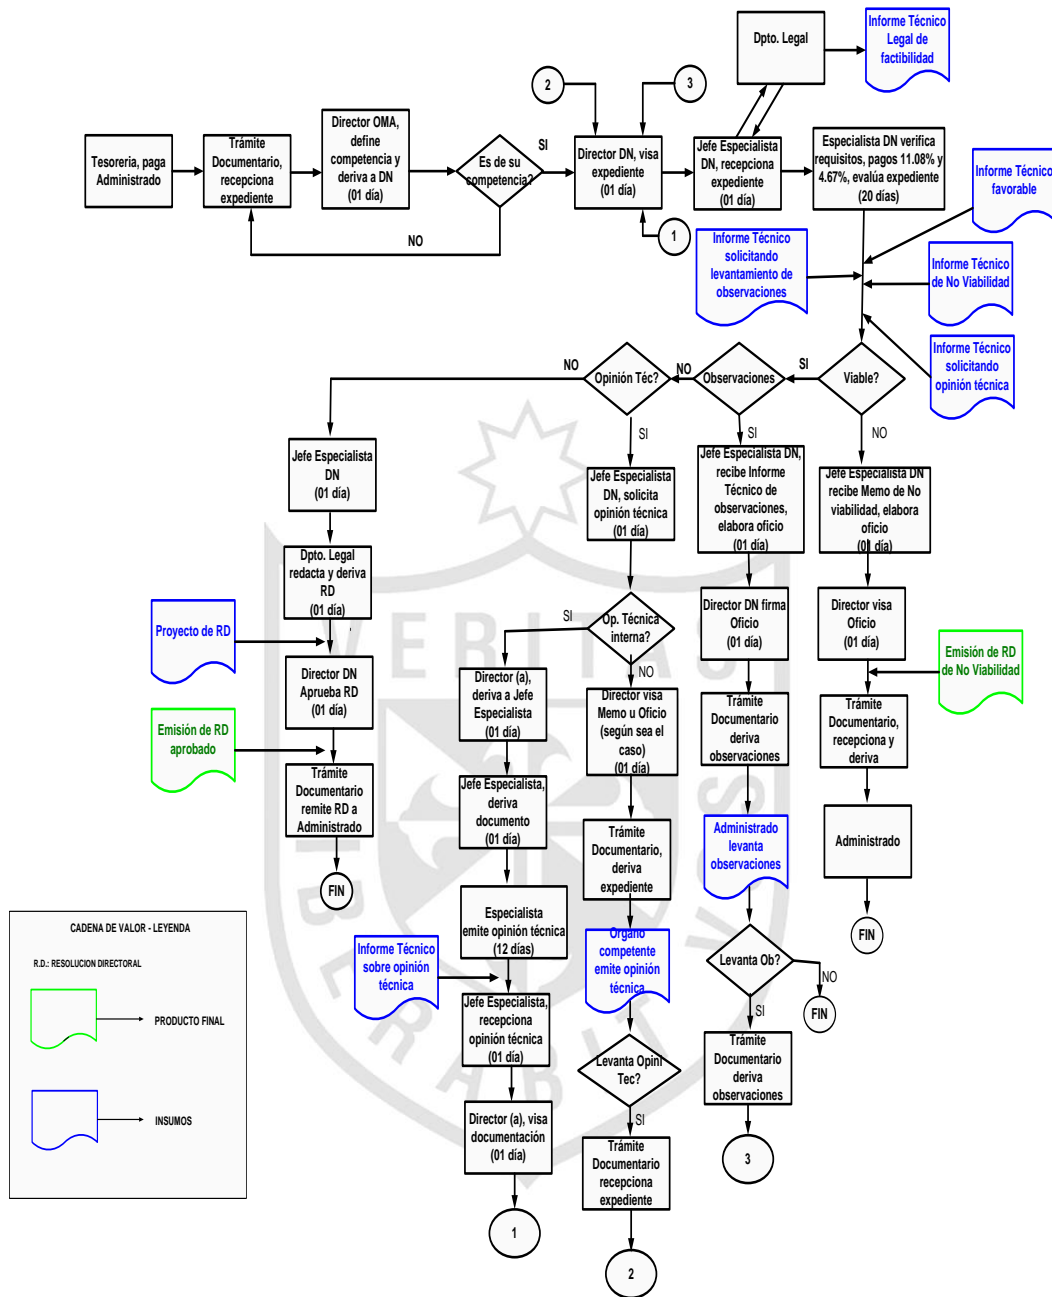 Informe Técnico
Legal de
factibilidad
Dpto. Legal
2
3
Tesoreria, paga
Administrado
Trámite
Documentario,
recepciona
expediente
Director OMA,
define
competencia y
deriva a DN
(01 día)
Es de su
competencia?
SI
NO
Director DN, visa
expediente
(01 día)
Jefe Especialista
DN, recepciona
expediente
(01 día)
Especialista DN verifica
requisitos, pagos 11.08% y
4.67%, evalúa expediente
(20 días)
1
Informe Técnico
favorable
Informe Técnico
solicitando
levantamiento de
observaciones
Informe Técnico
de No Viabilidad
Informe Técnico
solicitando
opinión técnica
NO
Opinión Téc?
NO
Observaciones
SI
Viable?
SI
SI
NO
Jefe Especialista
DN
(01 día)
Jefe Especialista
DN, solicita
opinión técnica
(01 día)
Jefe Especialista DN,
recibe Informe
Técnico de
observaciones,
elabora oficio
(01 día)
Jefe Especialista DN
recibe Memo de No
viabilidad, elabora
oficio
(01 día)
Dpto. Legal
redacta y deriva
RD
(01 día)
Proyecto de RD
SI
Op. Técnica
interna?
NO
Director DN firma
Oficio
(01 día)
Director visa
Oficio
(01 día)
Emisión de RD
de No Viabilidad
Director DN
Aprueba RD
(01 día)
Director (a),
deriva a Jefe
Especialista
(01 día)
Director visa
Memo u Oficio
(según sea el
caso)
(01 día)
Trámite
Documentario
deriva
observaciones
Trámite
Documentario,
recepciona y
deriva
Emisión de RD
aprobado
Trámite
Documentario
remite RD a
Administrado
Jefe Especialista,
deriva
documento
(01 día)
Trámite
Documentario,
deriva
expediente
Administrado
levanta
observaciones
Administrado
FIN
Especialista
emite opinión técnica
(12 días)
Organo
competente
emite opinión
técnica
FIN
Informe Técnico
sobre opinión
técnica
Levanta Ob?
NO
FIN
SI
Jefe Especialista,
recepciona
opinión técnica
(01 día)
Levanta Opini
Tec?
SI
Trámite
Documentario
deriva
observaciones
Director (a), visa
documentación
(01 día)
Trámite
Documentario
recepciona
expediente
3
1
2
CADENA DE VALOR - LEYENDA
R.D.: RESOLUCION DIRECTORAL
PRODUCTO FINAL
INSUMOS
VERITAS
LIBERABIT VOS